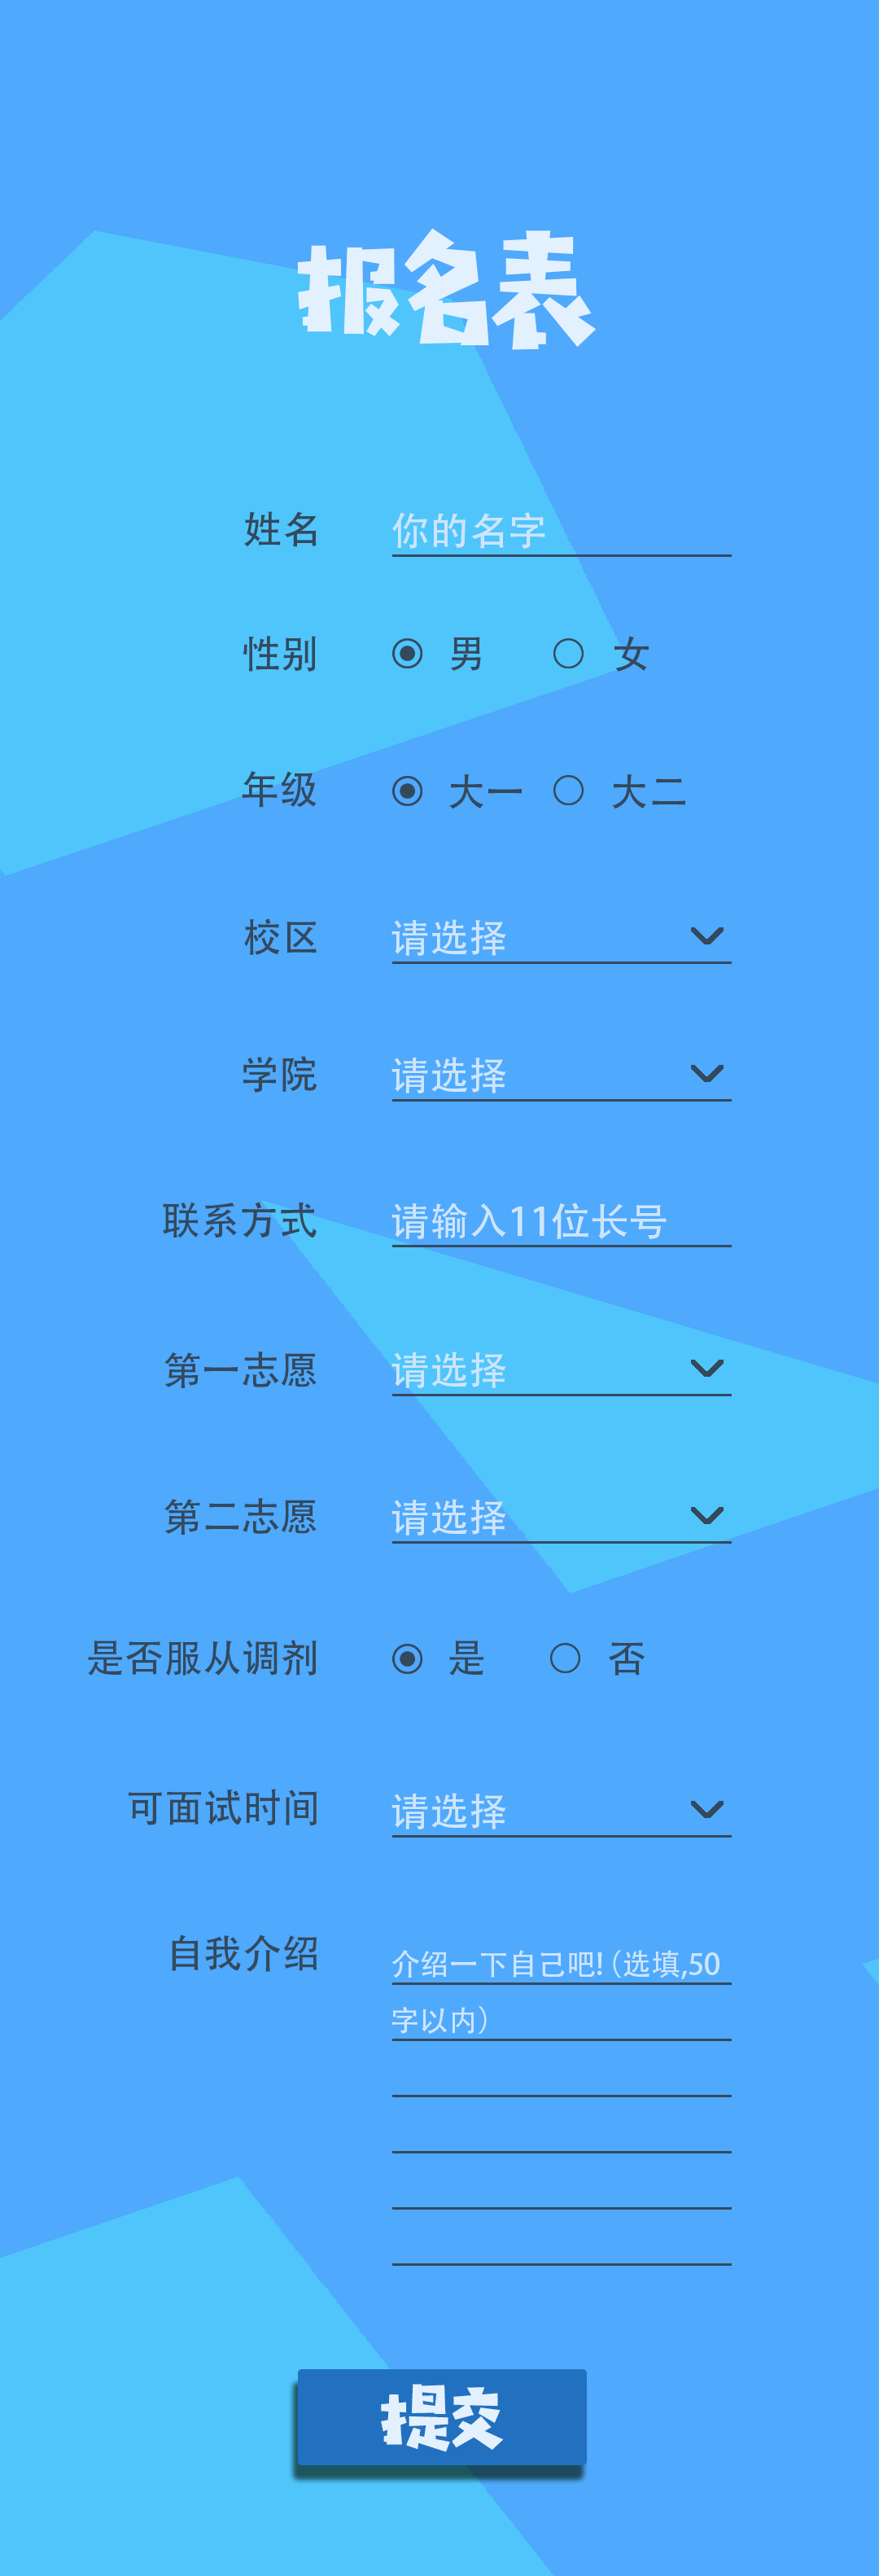 报名表
姓名 你的名字
性别 男 女
年级 大一 大二
校区 请选择
学院 请选择
联系方式 请输入11位长号
第一志愿 请选择
第二志愿 请选择
是否服从调剂 是 否
可面试时间 请选择
自我介绍 介绍一下自己吧!(选填,50
字以内)
提交